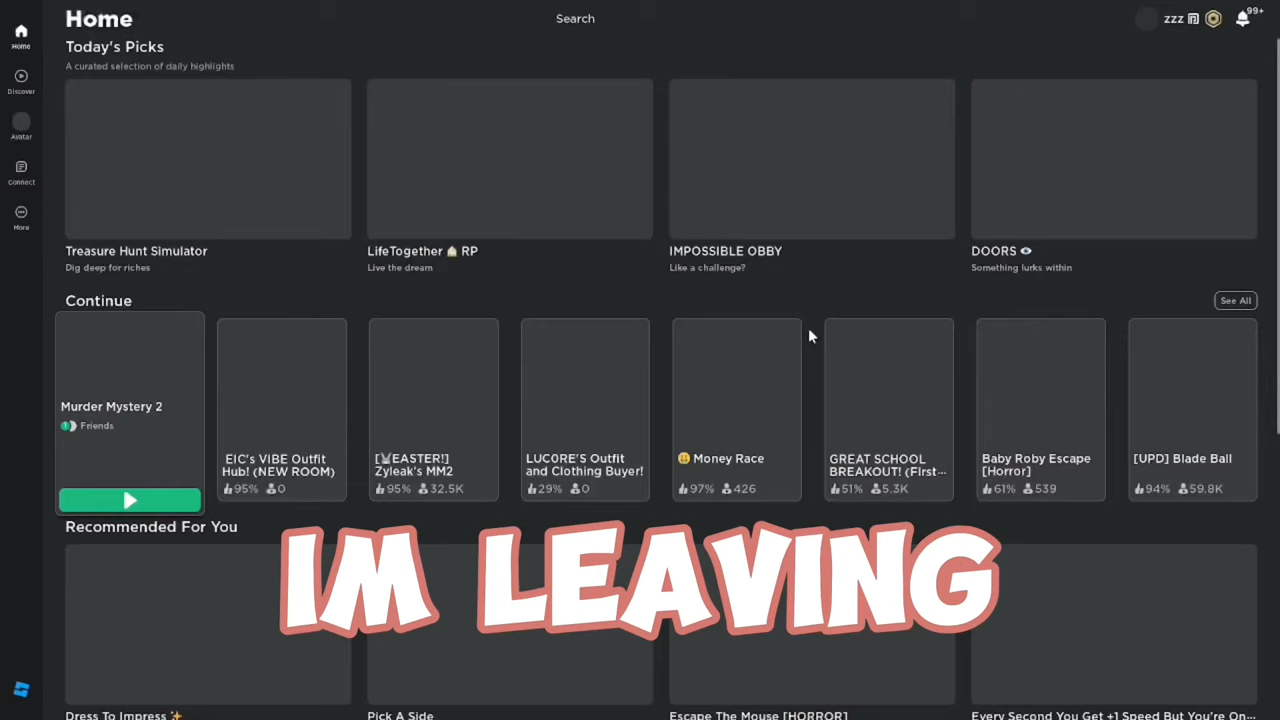 Home
Search
zzz
99+
Home
Discover
Avatar
Connect
More
Today's Picks
A curated selection of daily highlights
Treasure Hunt Simulator
Dig deep for riches
LifeTogether 🏠 RP
Live the dream
IMPOSSIBLE OBBY
Like a challenge?
DOORS 👁️
Something lurks within
Continue
See All
Murder Mystery 2
Friends
EIC's VIBE Outfit
Hub! (NEW ROOM)
95% 0
[🐰EASTER!]
Zyleak's MM2
95% 32.5K
LUC0RE'S Outfit
and Clothing Buyer!
29% 0
😃 Money Race
97% 426
GREAT SCHOOL
BREAKOUT! (First...
51% 5.3K
Baby Roby Escape
[Horror]
61% 539
[UPD] Blade Ball
94% 59.8K
Recommended For You
IM LEAVING
Dress To Impress ✨
Pick A Side
Escape The Mouse [HORROR]
Every Second You Get +1 Speed But You're On...